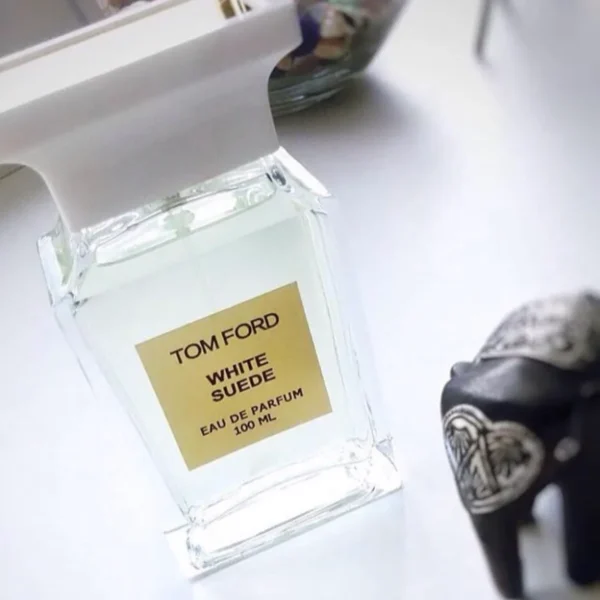 TOM FORD
WHITE
SUEDE
EAU DE PARFUM
100 ML